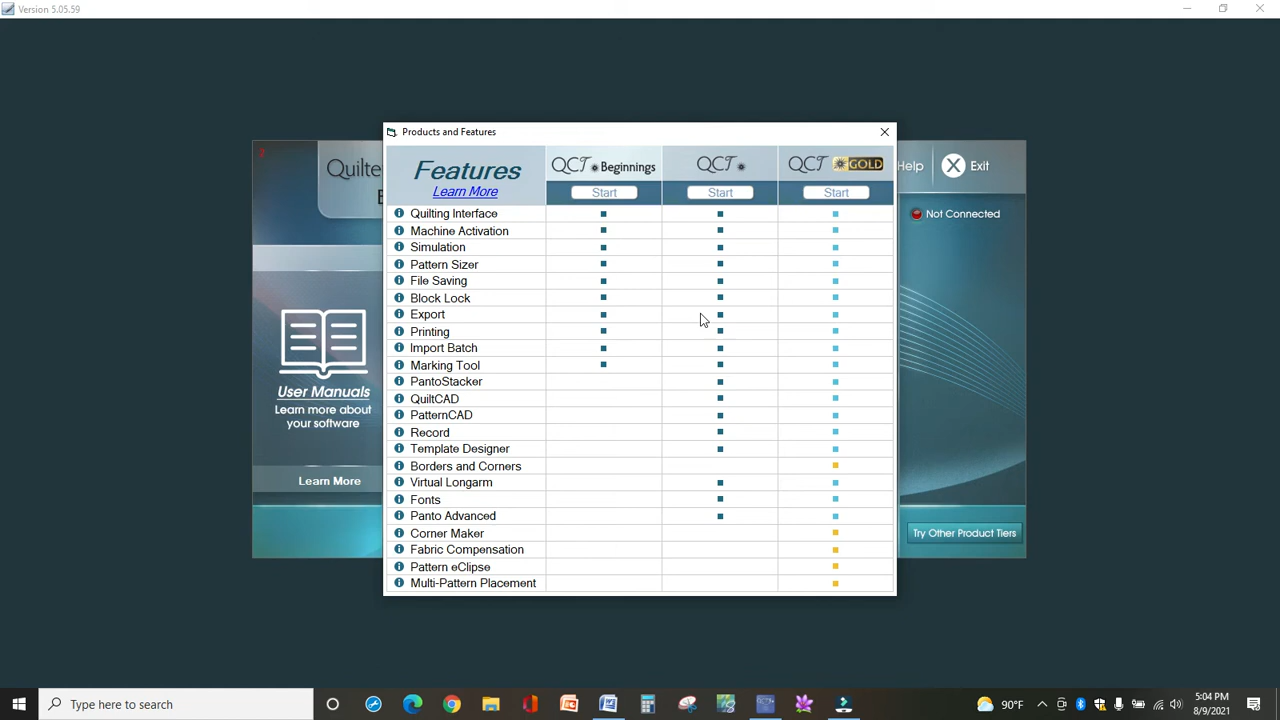 Version 5.05.59
Products and Features
Features
Learn More
QCT Beginnings
QCT
QCT GOLD
Start
Start
Start
Quilting Interface
Machine Activation
Simulation
Pattern Sizer
File Saving
Block Lock
Export
Printing
Import Batch
Marking Tool
PantoStacker
QuiltCAD
PatternCAD
Record
Template Designer
Borders and Corners
Virtual Longarm
Fonts
Panto Advanced
Corner Maker
Fabric Compensation
Pattern eClipse
Multi-Pattern Placement
Help
Exit
Not Connected
User Manuals
Learn more about
your software
Learn More
Try Other Product Tiers
Type here to search
90°F
5:04 PM
8/9/2021